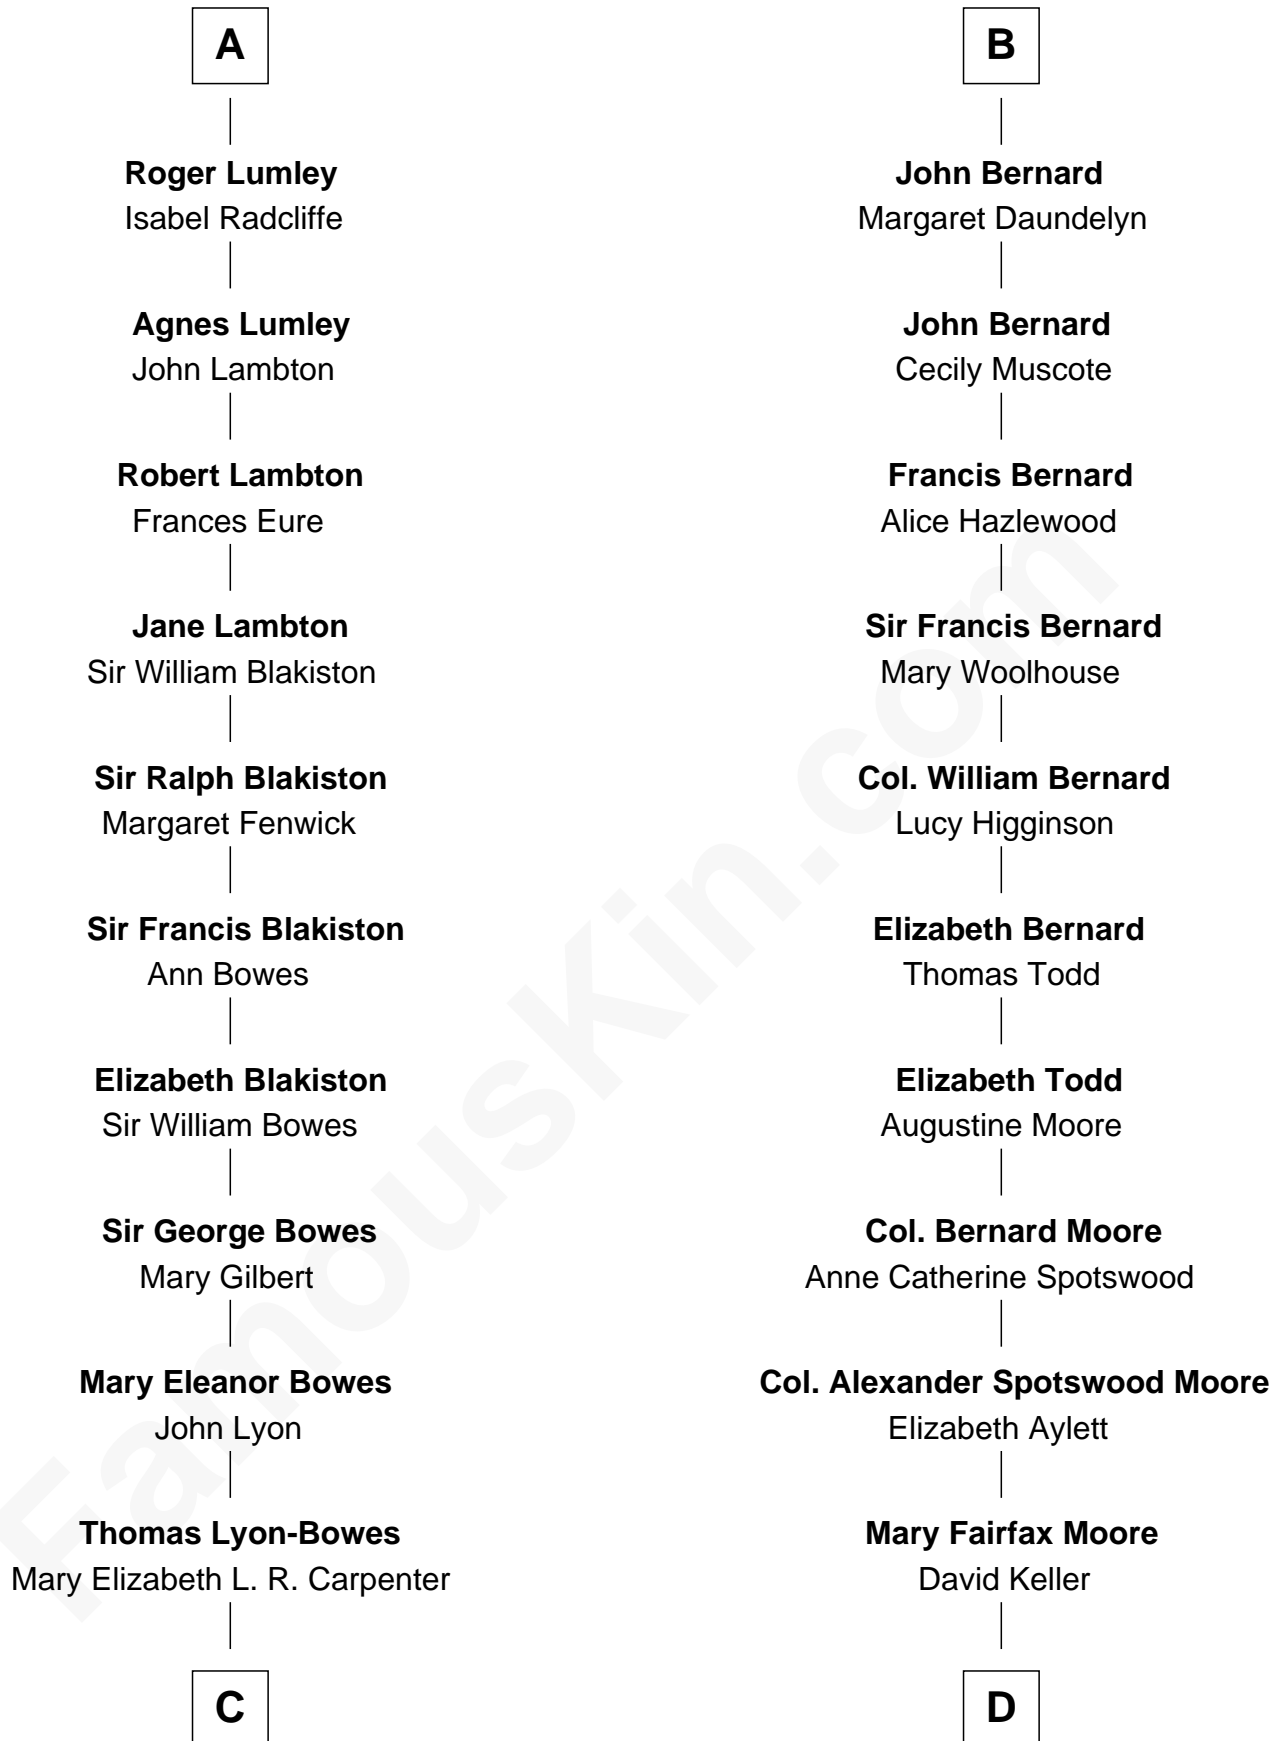 A
Roger Lumley
Isabel Radcliffe
Agnes Lumley
John Lambton
Robert Lambton
Frances Eure
Jane Lambton
Sir William Blakiston
Sir Ralph Blakiston
Margaret Fenwick
Sir Francis Blakiston
Ann Bowes
Elizabeth Blakiston
Sir William Bowes
Sir George Bowes
Mary Gilbert
Mary Eleanor Bowes
John Lyon
Thomas Lyon-Bowes
Mary Elizabeth L. R. Carpenter
C
B
John Bernard
Margaret Daundelyn
John Bernard
Cecily Muscote
Francis Bernard
Alice Hazlewood
Sir Francis Bernard
Mary Woolhouse
Col. William Bernard
Lucy Higginson
Elizabeth Bernard
Thomas Todd
Elizabeth Todd
Augustine Moore
Col. Bernard Moore
Anne Catherine Spotswood
Col. Alexander Spotswood Moore
Elizabeth Aylett
Mary Fairfax Moore
David Keller
D
FamousKin.com